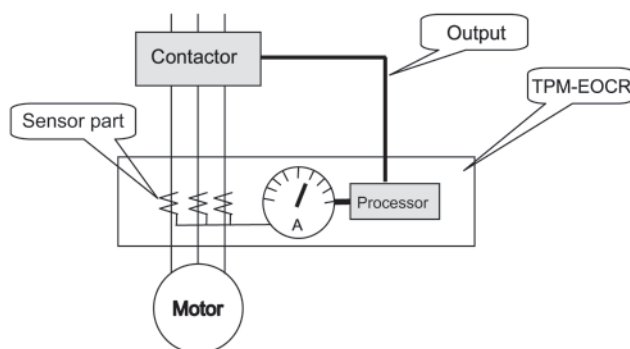 Output
Contactor
TPM-EOCR
Sensor part
Processor
A
Motor